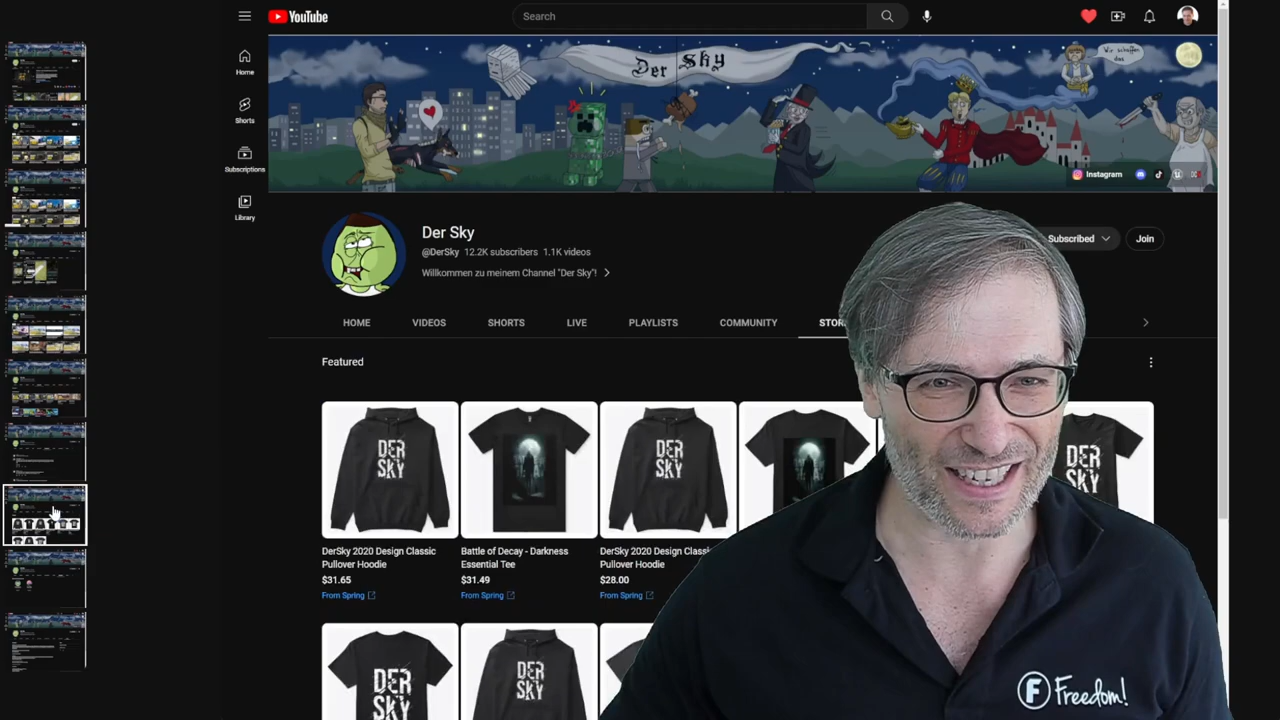 YouTube
Search
Home
Shorts
Subscriptions
Library
Der Sky
Wir schaffen das
Instagram
Der Sky
@DerSky 12.2K subscribers 1.1K videos
Willkommen zu meinem Channel "Der Sky"!
Subscribed
Join
HOME VIDEOS SHORTS LIVE PLAYLISTS COMMUNITY STOR
Featured
DER SKY
DER SKY
DER SKY
DerSky 2020 Design Classic Pullover Hoodie
$31.65
From Spring
Battle of Decay - Darkness Essential Tee
$31.49
From Spring
DerSky 2020 Design Classic Pullover Hoodie
$28.00
From Spring
DER SKY
DER SKY
F Freedom!